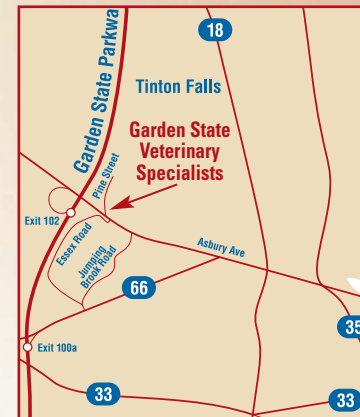 18
Garden State Parkwa
Tinton Falls
Garden State
Veterinary
Specialists
Pine Street
Exit 102
Essex Road
Jumping
Brook Road
Asbury Ave
66
35
Exit 100a
33
33